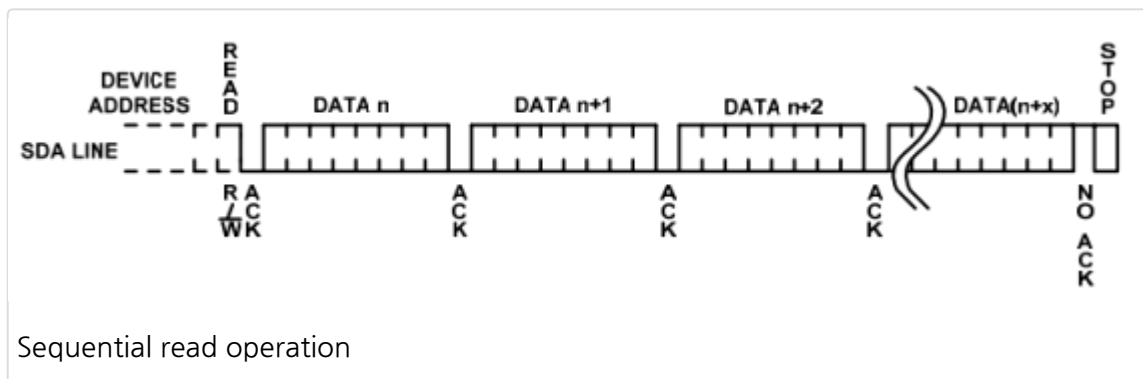 READ
STOP
DEVICE
ADDRESS
DATA n
DATA n+1
DATA n+2
DATA(n+x)
SDA LINE
R/W
ACK
ACK
ACK
ACK
NO ACK
Sequential read operation